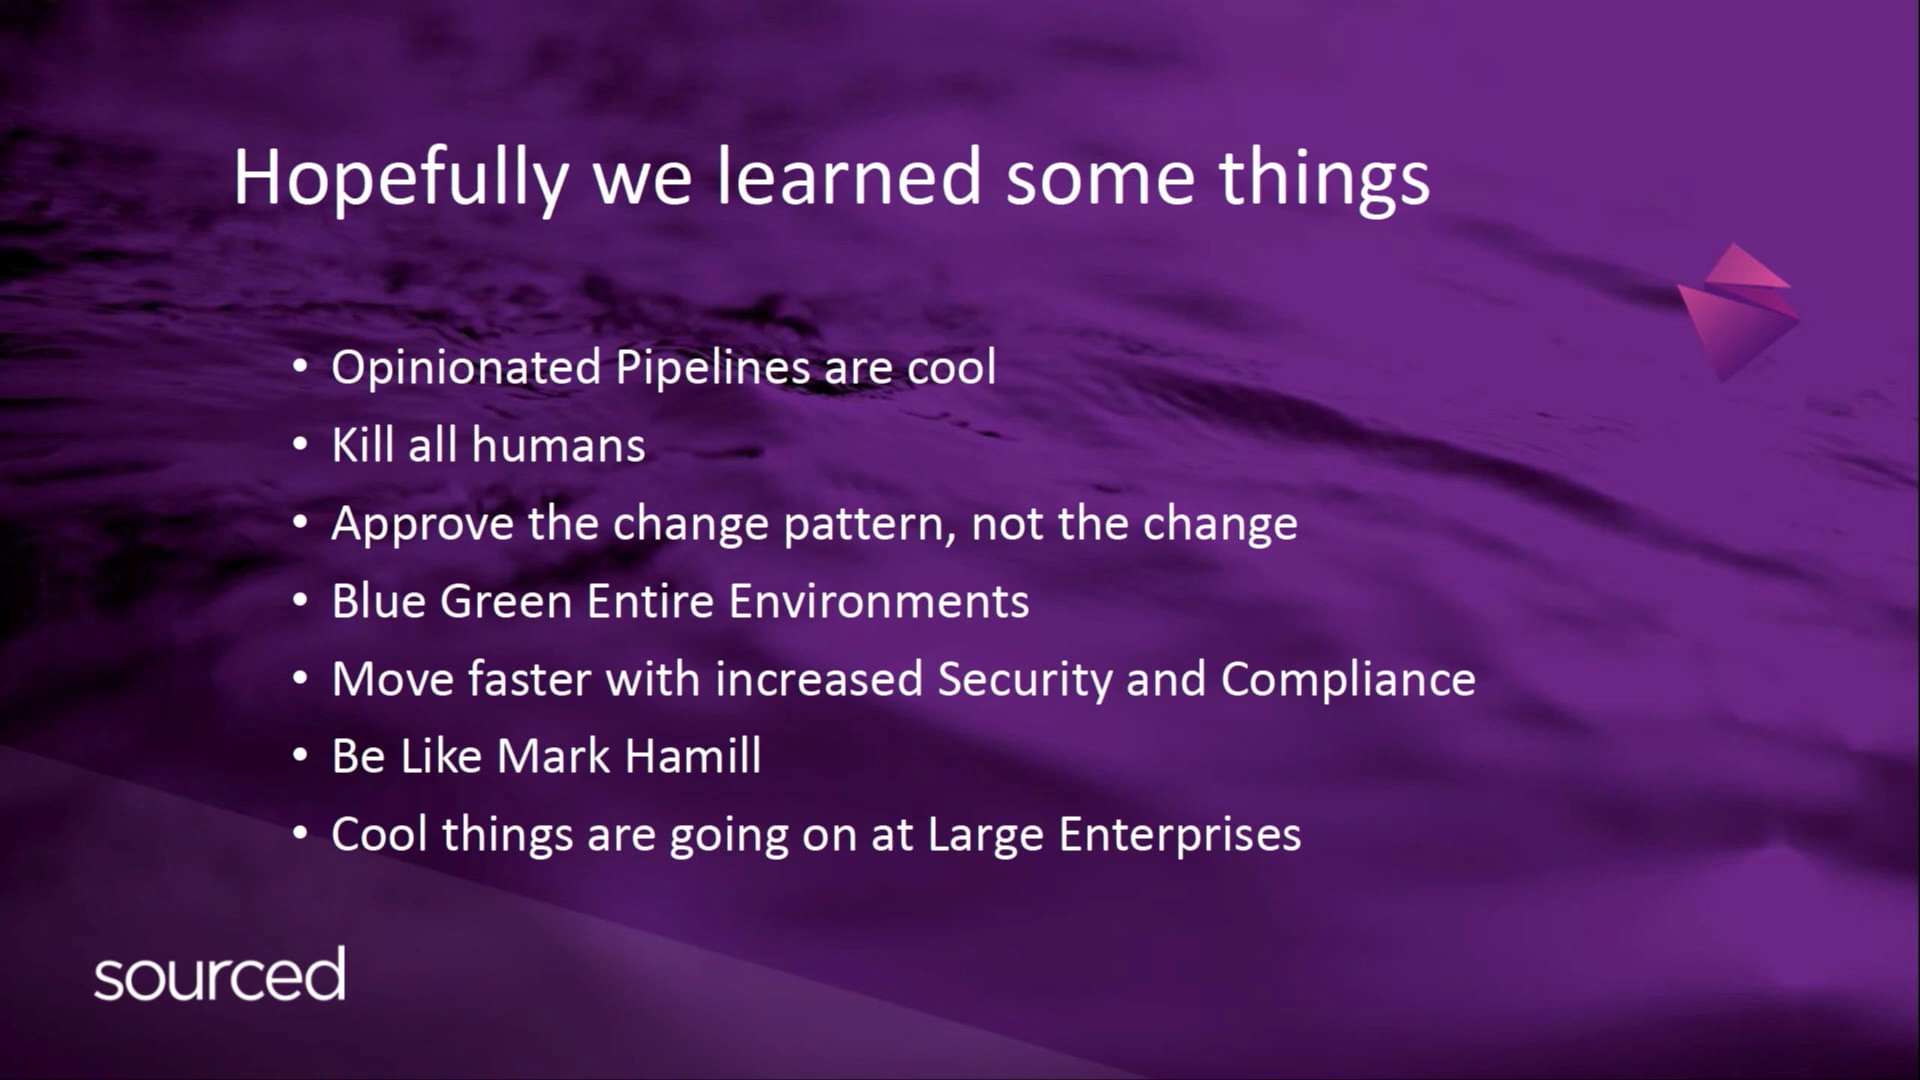 Hopefully we learned some things
• Opinionated Pipelines are cool
• Kill all humans
• Approve the change pattern, not the change
• Blue Green Entire Environments
• Move faster with increased Security and Compliance
• Be Like Mark Hamill
• Cool things are going on at Large Enterprises
sourced